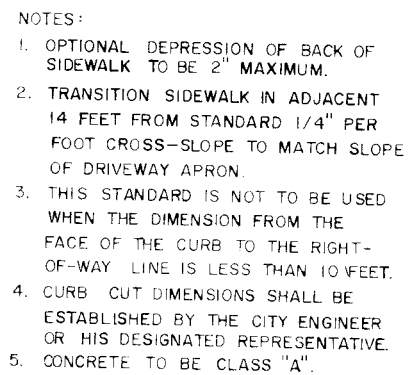 NOTES:
1. OPTIONAL DEPRESSION OF BACK OF
SIDEWALK TO BE 2" MAXIMUM.
2. TRANSITION SIDEWALK IN ADJACENT
14 FEET FROM STANDARD 1/4" PER
FOOT CROSS-SLOPE TO MATCH SLOPE
OF DRIVEWAY APRON.
3. THIS STANDARD IS NOT TO BE USED
WHEN THE DIMENSION FROM THE
FACE OF THE CURB TO THE RIGHT-
OF-WAY LINE IS LESS THAN 10 FEET.
4. CURB CUT DIMENSIONS SHALL BE
ESTABLISHED BY THE CITY ENGINEER
OR HIS DESIGNATED REPRESENTATIVE.
5. CONCRETE TO BE CLASS "A".